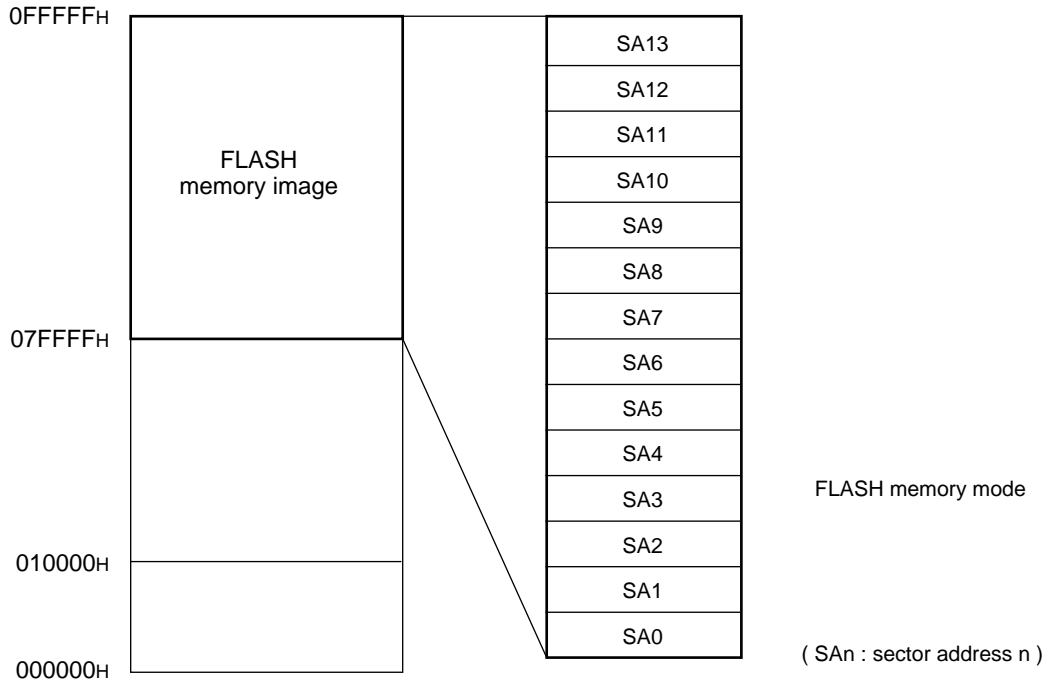 0FFFFFH
FLASH
memory image
07FFFFH
010000H
000000H
SA13
SA12
SA11
SA10
SA9
SA8
SA7
SA6
SA5
SA4
SA3
SA2
SA1
SA0
FLASH memory mode
( SAn : sector address n )